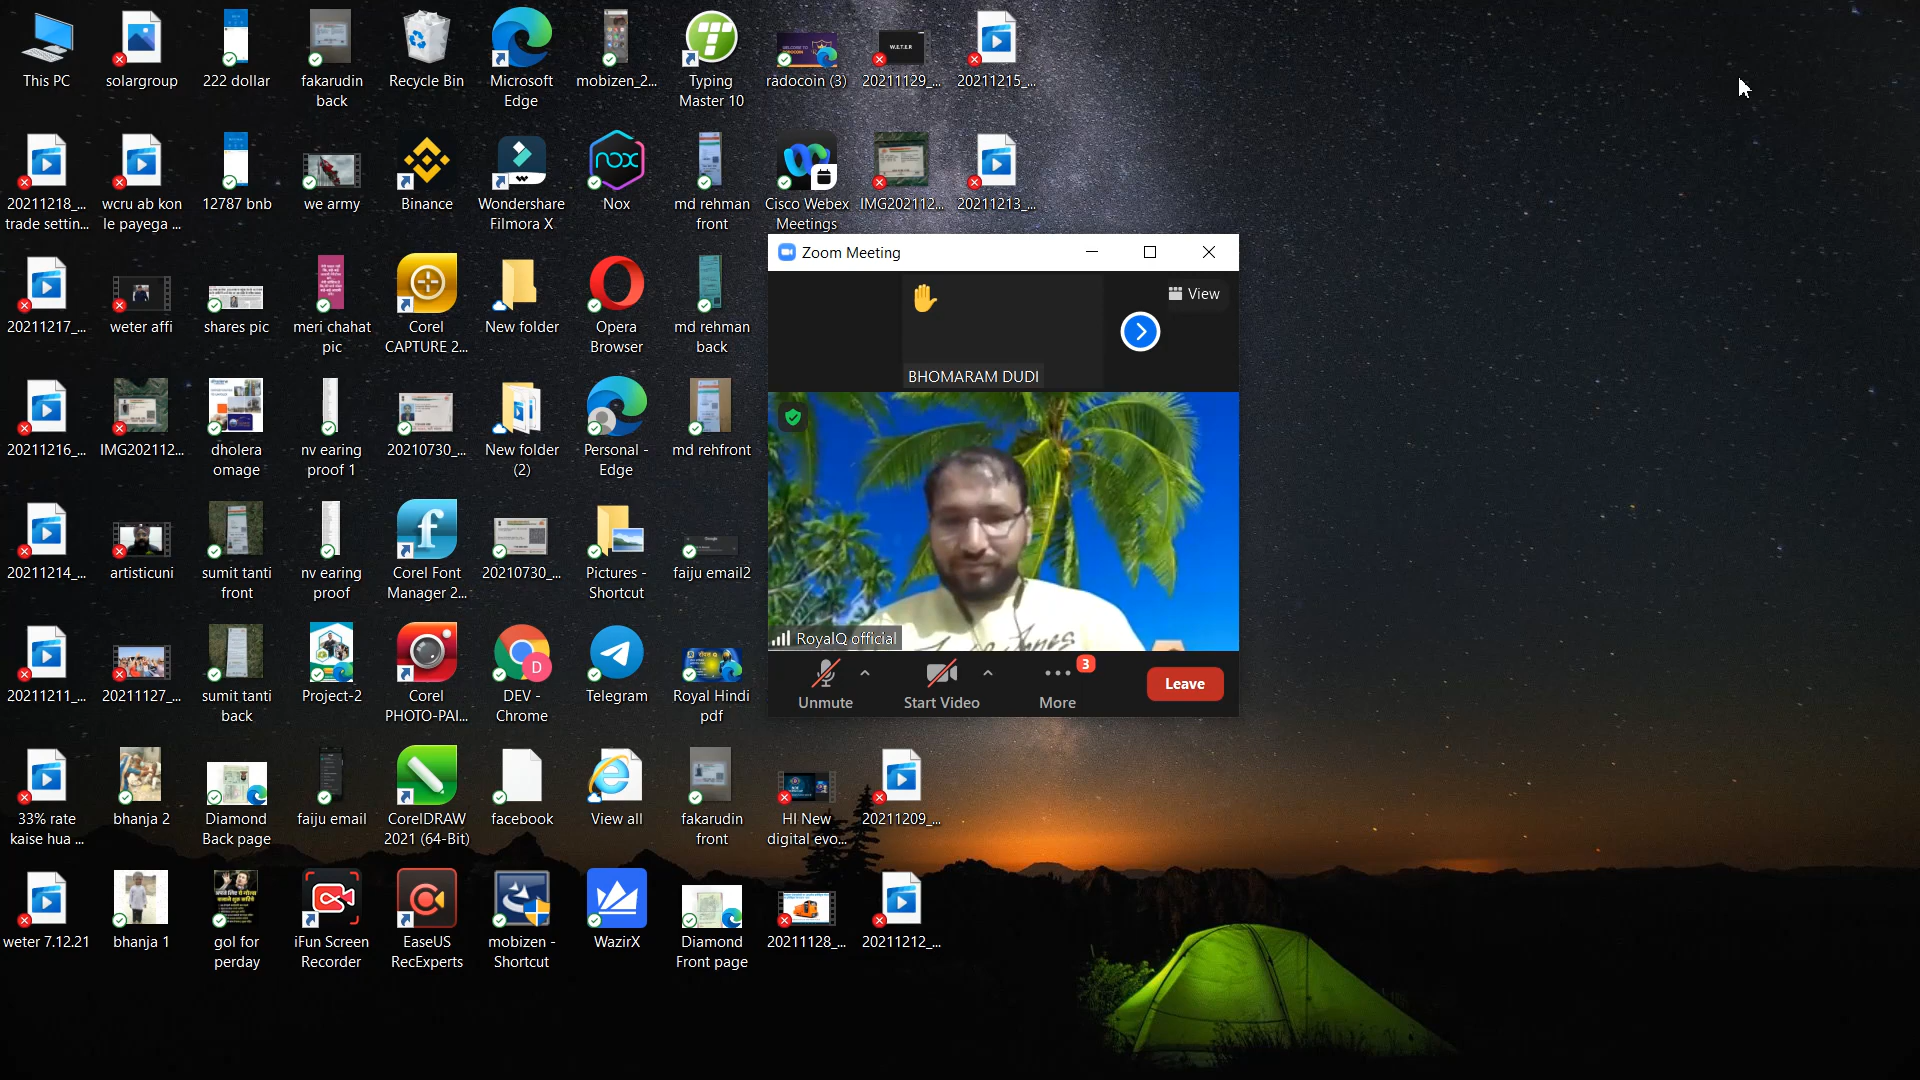 This PC
solargroup
222 dollar
fakarudin
back
Recycle Bin
Microsoft
Edge
mobizen_2...
Typing
Master 10
radocoin (3)
20211129_...
20211215_...
W.E.T.E.R
20211218_...
trade settin...
wcru ab kon
le payega ...
12787 bnb
we army
Binance
Wondershare
Filmora X
nox
Nox
md rehman
front
Cisco Webex
Meetings
IMG202112...
20211213_...
20211217_...
weter affi
shares pic
meri chahat
pic
Corel
CAPTURE 2...
New folder
Opera
Browser
md rehman
back
Zoom Meeting
View
BHOMARAM DUDI
20211216_...
IMG202112...
dholera
omage
nv earing
proof 1
20210730_...
New folder
(2)
Personal -
Edge
md rehfront
20211214_...
artisticuni
sumit tanti
front
nv earing
proof
Corel Font
Manager 2...
20210730_...
Pictures -
Shortcut
faiju email2
RoyalQ official
20211211_...
20211127_...
sumit tanti
back
Project-2
Corel
PHOTO-PAI...
D
DEV -
Chrome
Telegram
Royal Hindi
pdf
Unmute
Start Video
More
3
Leave
33% rate
kaise hua ...
bhanja 2
Diamond
Back page
faiju email
CorelDRAW
2021 (64-Bit)
facebook
View all
fakarudin
front
HI New
digital evo...
20211209_...
weter 7.12.21
bhanja 1
gol for
perday
iFun Screen
Recorder
EaseUS
RecExperts
mobizen -
Shortcut
WazirX
Diamond
Front page
20211128_...
20211212_...